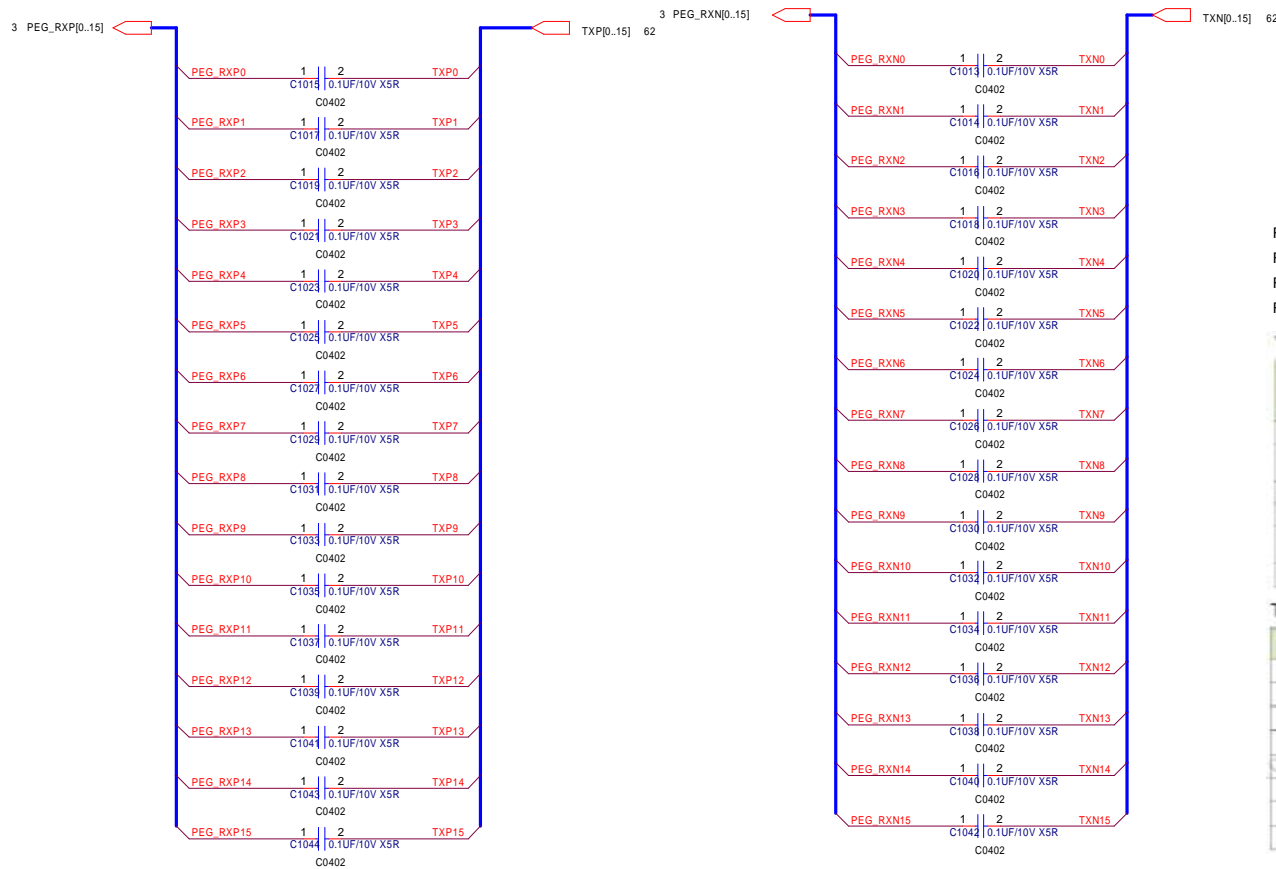 3 PEG_RXP[0..15] TXP[0..15] 62
PEG_RXP0 1 2 TXP0
C1015 0.1UF/10V X5R
C0402
PEG_RXP1 1 2 TXP1
C1017 0.1UF/10V X5R
C0402
PEG_RXP2 1 2 TXP2
C1019 0.1UF/10V X5R
C0402
PEG_RXP3 1 2 TXP3
C1021 0.1UF/10V X5R
C0402
PEG_RXP4 1 2 TXP4
C1023 0.1UF/10V X5R
C0402
PEG_RXP5 1 2 TXP5
C1025 0.1UF/10V X5R
C0402
PEG_RXP6 1 2 TXP6
C1027 0.1UF/10V X5R
C0402
PEG_RXP7 1 2 TXP7
C1029 0.1UF/10V X5R
C0402
PEG_RXP8 1 2 TXP8
C1031 0.1UF/10V X5R
C0402
PEG_RXP9 1 2 TXP9
C1033 0.1UF/10V X5R
C0402
PEG_RXP10 1 2 TXP10
C1035 0.1UF/10V X5R
C0402
PEG_RXP11 1 2 TXP11
C1037 0.1UF/10V X5R
C0402
PEG_RXP12 1 2 TXP12
C1039 0.1UF/10V X5R
C0402
PEG_RXP13 1 2 TXP13
C1041 0.1UF/10V X5R
C0402
PEG_RXP14 1 2 TXP14
C1043 0.1UF/10V X5R
C0402
PEG_RXP15 1 2 TXP15
C1044 0.1UF/10V X5R
C0402
3 PEG_RXN[0..15] TXN[0..15] 62
PEG_RXN0 1 2 TXN0
C1013 0.1UF/10V X5R
C0402
PEG_RXN1 1 2 TXN1
C1014 0.1UF/10V X5R
C0402
PEG_RXN2 1 2 TXN2
C1016 0.1UF/10V X5R
C0402
PEG_RXN3 1 2 TXN3
C1018 0.1UF/10V X5R
C0402
PEG_RXN4 1 2 TXN4
C1020 0.1UF/10V X5R
C0402
PEG_RXN5 1 2 TXN5
C1022 0.1UF/10V X5R
C0402
PEG_RXN6 1 2 TXN6
C1024 0.1UF/10V X5R
C0402
PEG_RXN7 1 2 TXN7
C1026 0.1UF/10V X5R
C0402
PEG_RXN8 1 2 TXN8
C1028 0.1UF/10V X5R
C0402
PEG_RXN9 1 2 TXN9
C1030 0.1UF/10V X5R
C0402
PEG_RXN10 1 2 TXN10
C1032 0.1UF/10V X5R
C0402
PEG_RXN11 1 2 TXN11
C1034 0.1UF/10V X5R
C0402
PEG_RXN12 1 2 TXN12
C1036 0.1UF/10V X5R
C0402
PEG_RXN13 1 2 TXN13
C1038 0.1UF/10V X5R
C0402
PEG_RXN14 1 2 TXN14
C1040 0.1UF/10V X5R
C0402
PEG_RXN15 1 2 TXN15
C1042 0.1UF/10V X5R
C0402